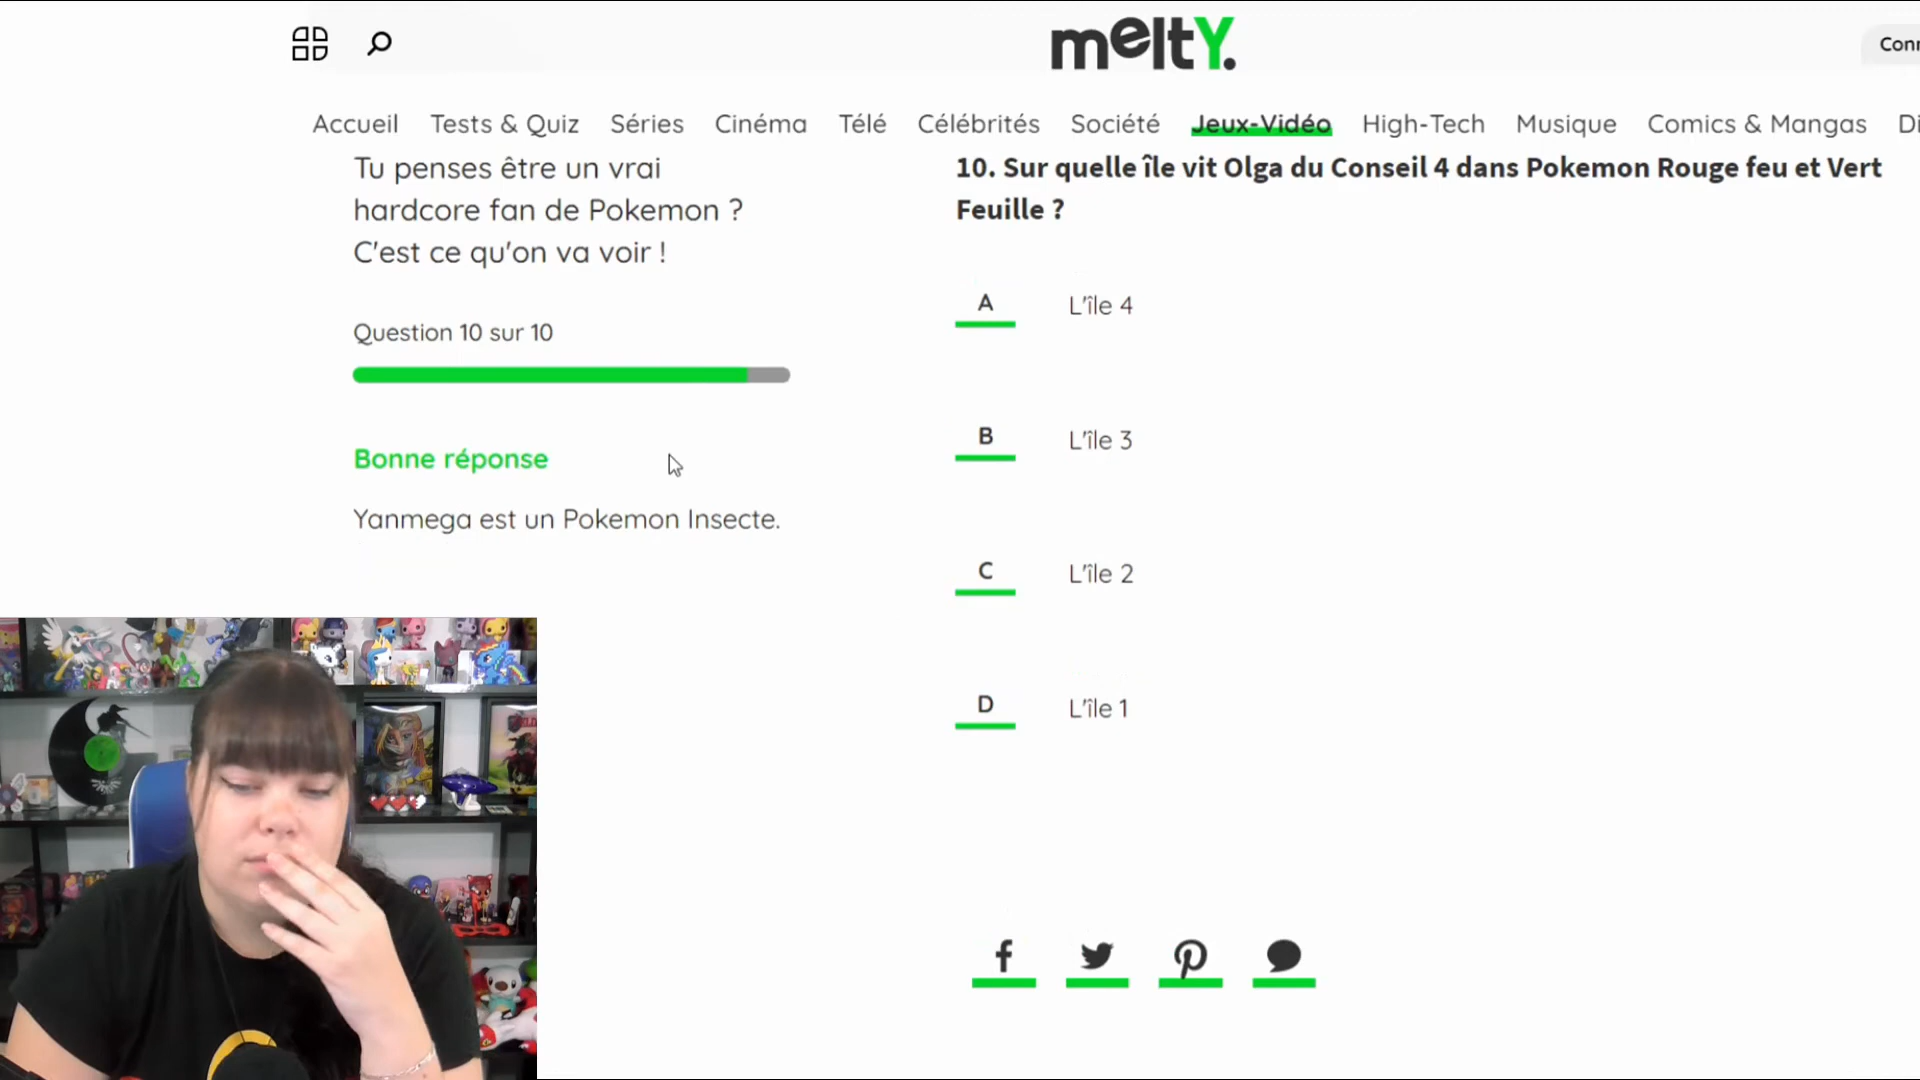 meltY.
Conn
Accueil Tests & Quiz Séries Cinéma Télé Célébrités Société Jeux-Vidéo High-Tech Musique Comics & Mangas Di
Tu penses être un vrai
hardcore fan de Pokemon ?
C'est ce qu'on va voir !
Question 10 sur 10
Bonne réponse
Yanmega est un Pokemon Insecte.
10. Sur quelle île vit Olga du Conseil 4 dans Pokemon Rouge feu et Vert
Feuille ?
A L'île 4
B L'île 3
C L'île 2
D L'île 1